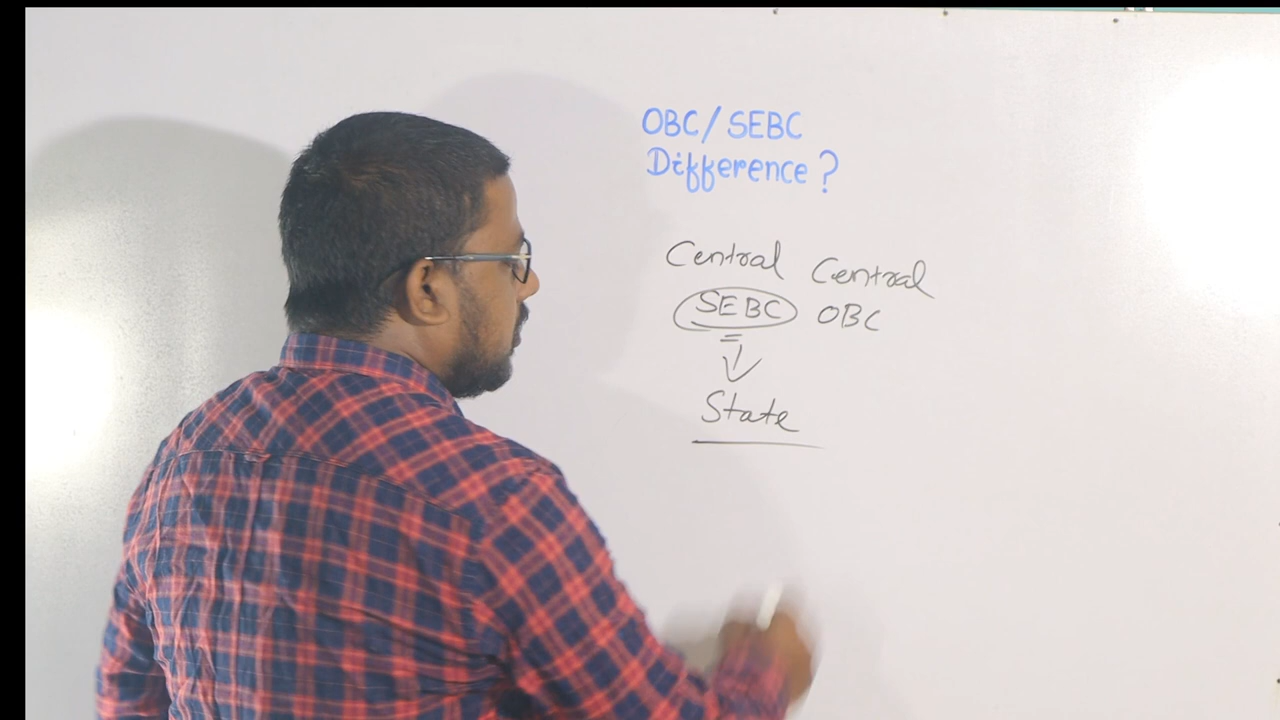 OBC/SEBC
Difference?
Central Central
SEBC OBC
State